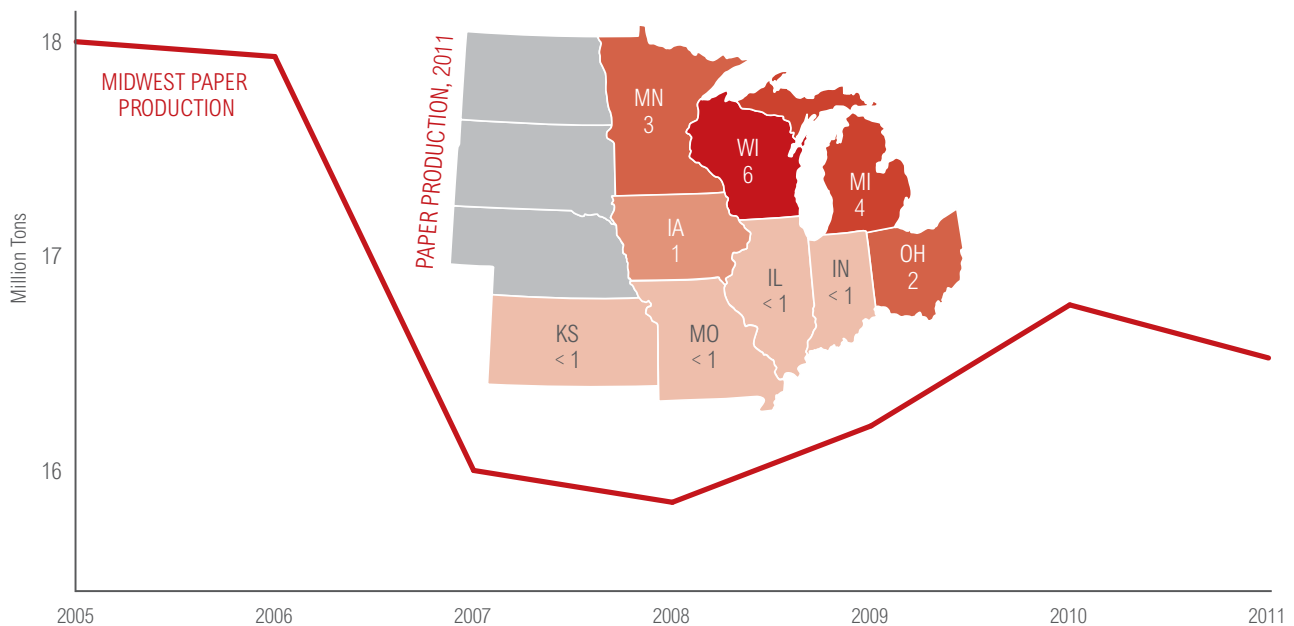 18
17
16
Million Tons
MIDWEST PAPER
PRODUCTION
PAPER PRODUCTION, 2011
MN
3
WI
6
MI
4
IA
1
IL
< 1
IN
< 1
OH
2
KS
< 1
MO
< 1
2005 2006 2007 2008 2009 2010 2011